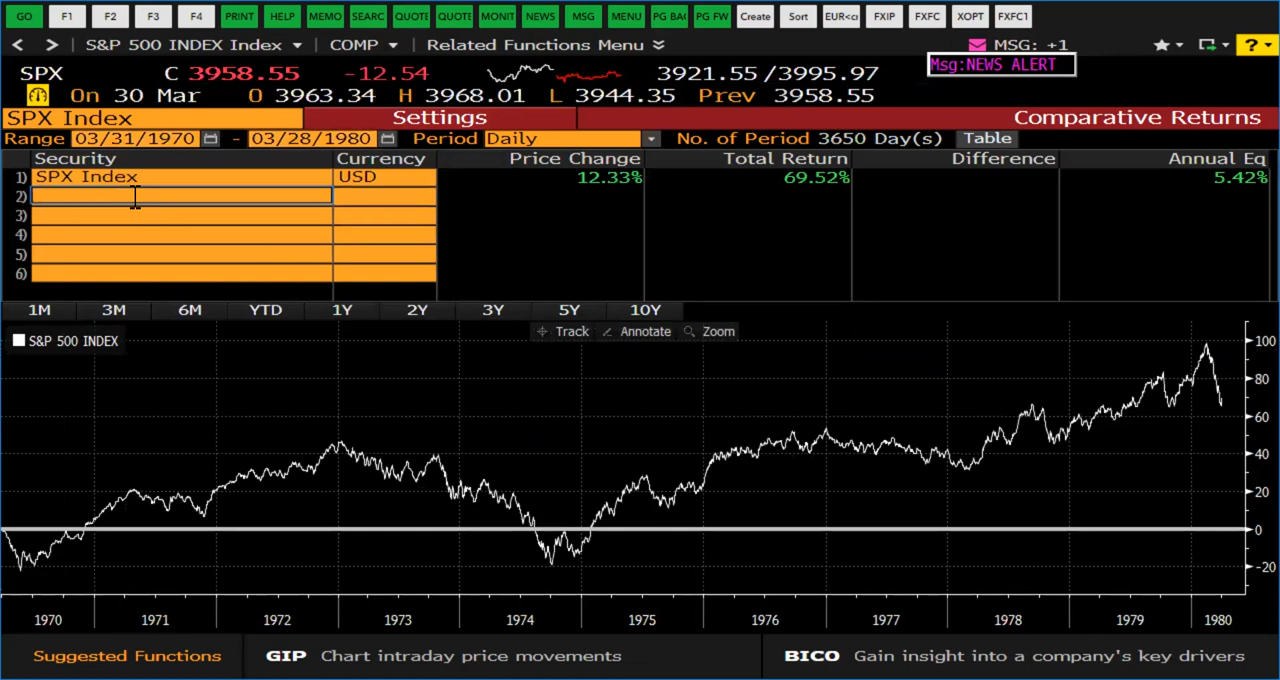 GO F1 F2 F3 F4 PRINT HELP MEMO SEARC QUOTE QUOTE MONIT NEWS MSG MENU PG BAC PG FW Create Sort EUR<cr FXIP FXFC XOPT FXFC1
< > S&P 500 INDEX Index COMP Related Functions Menu MSG: +1 ?
Msg:NEWS ALERT
SPX C 3958.55 -12.54 3921.55 /3995.97
On 30 Mar O 3963.34 H 3968.01 L 3944.35 Prev 3958.55
SPX Index Settings Comparative Returns
Range 03/31/1970 - 03/28/1980 Period Daily No. of Period 3650 Day(s) Table
Security Currency Price Change Total Return Difference Annual Eq
1) SPX Index USD 12.33% 69.52% 5.42%
2)
3)
4)
5)
6)
1M 3M 6M YTD 1Y 2Y 3Y 5Y 10Y
Track Annotate Zoom
S&P 500 INDEX
100
80
60
40
20
0
-20
1970 1971 1972 1973 1974 1975 1976 1977 1978 1979 1980
Suggested Functions GIP Chart intraday price movements BICO Gain insight into a company's key drivers